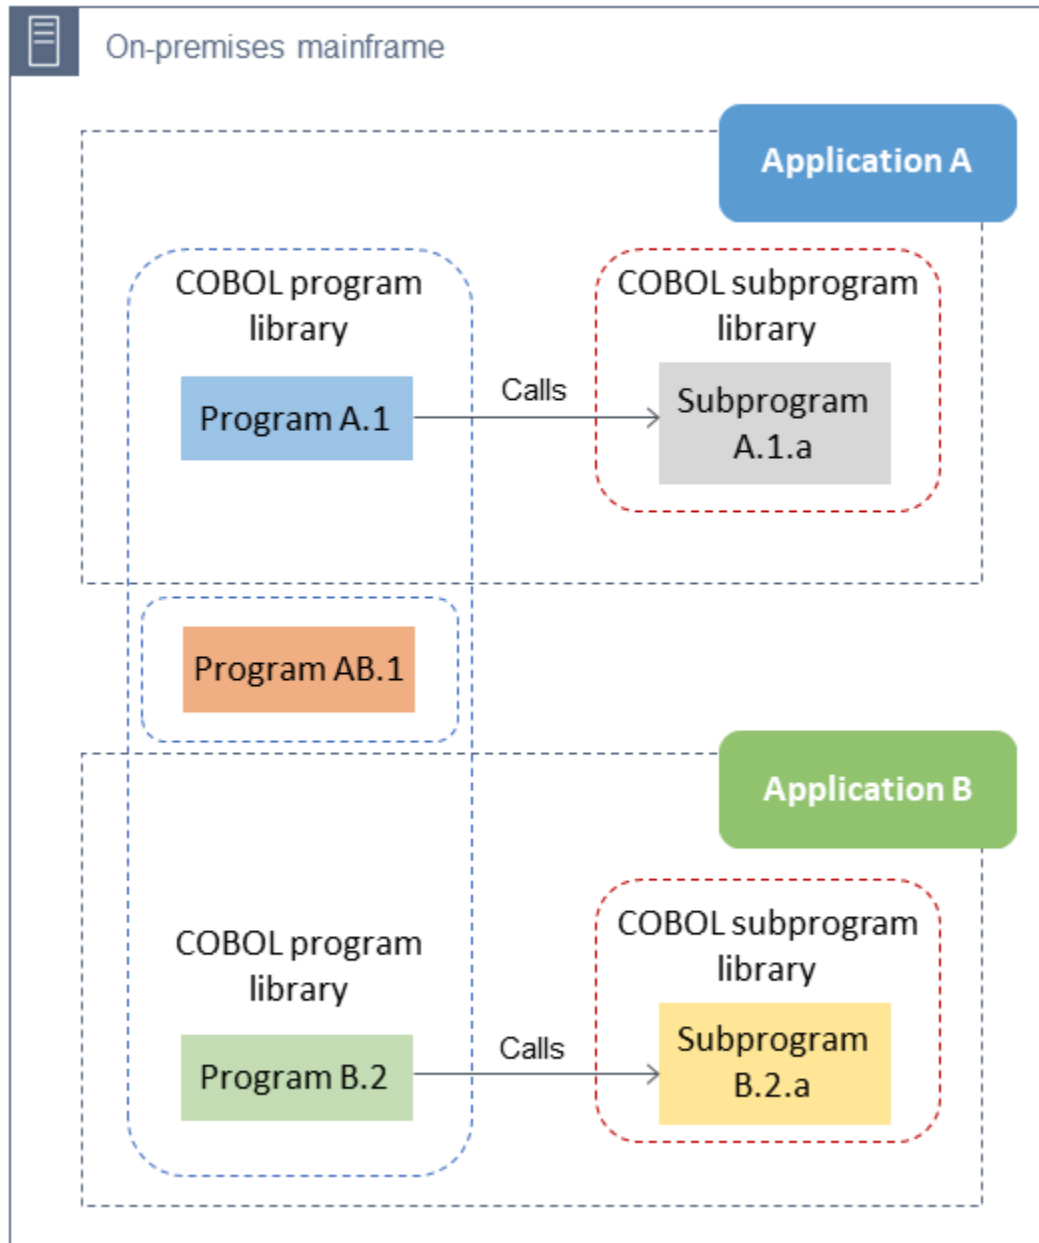 On-premises mainframe
Application A
COBOL program
library
COBOL subprogram
library
Program A.1
Calls
Subprogram
A.1.a
Program AB.1
Application B
COBOL program
library
COBOL subprogram
library
Program B.2
Calls
Subprogram
B.2.a